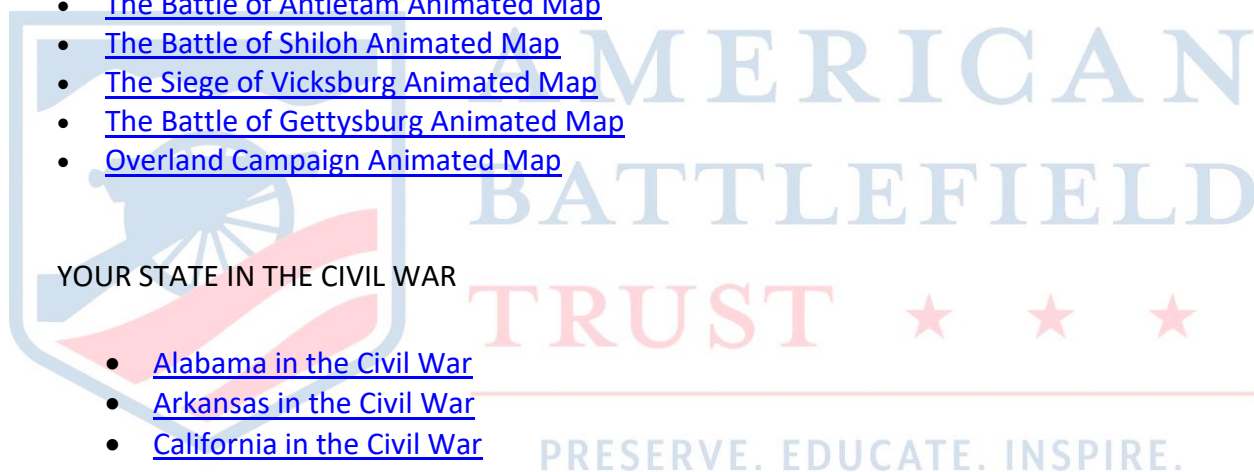 The Battle of Antietam Animated Map
The Battle of Shiloh Animated Map
The Siege of Vicksburg Animated Map
The Battle of Gettysburg Animated Map
Overland Campaign Animated Map
YOUR STATE IN THE CIVIL WAR
Alabama in the Civil War
Arkansas in the Civil War
California in the Civil War
AMERICAN
BATTLEFIELD
TRUST
PRESERVE. EDUCATE. INSPIRE.